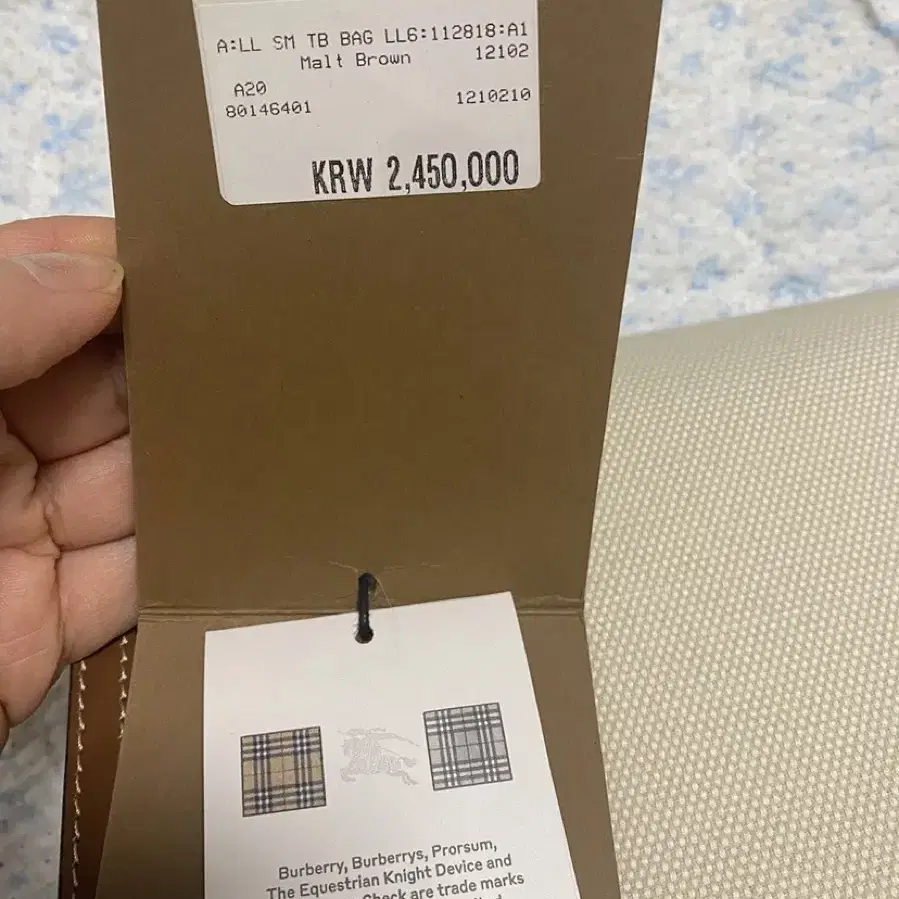 A:LL SM TB BAG LL6:112818:A1
Malt Brown 12102
A20
80146401 1210210
KRW 2,450,000
Burberry, Burberrys, Prorsum,
The Equestrian Knight Device and
Check are trade marks